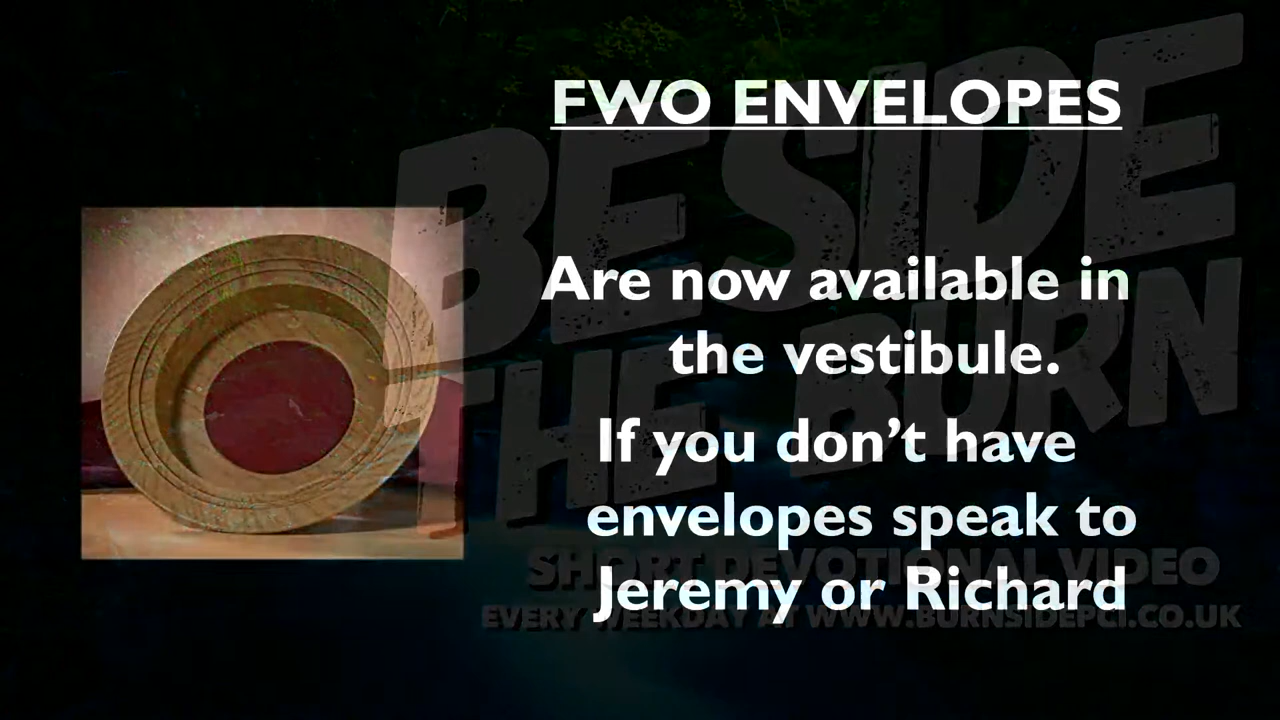 FWO ENVELOPES
Are now available in
the vestibule.
If you don’t have
envelopes speak to
Jeremy or Richard
BESIDE
THE BURN
SHORT DEVOTIONAL VIDEO
EVERY WEEKDAY AT WWW.BURNSIDEPCI.CO.UK